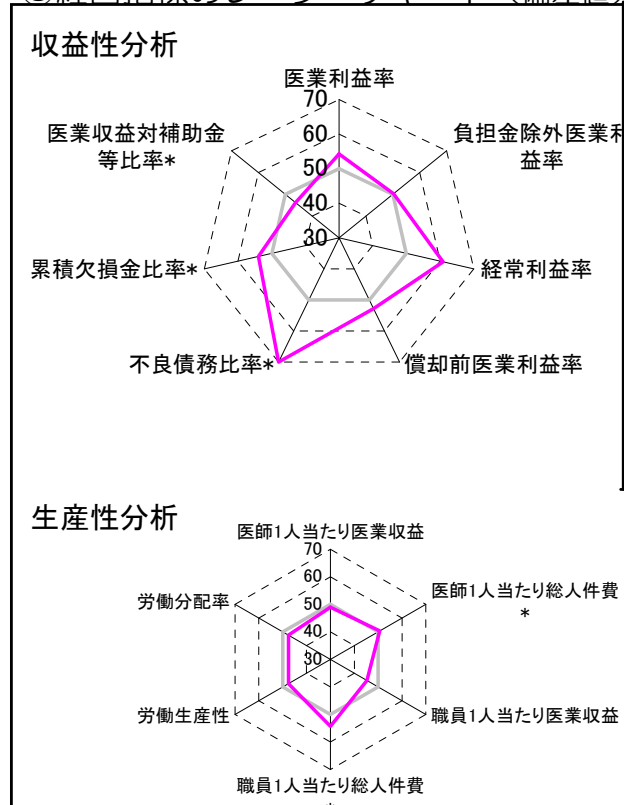 収益性分析
医業利益率
70
60
50
40
30
負担金除外医業利
益率
経常利益率
償却前医業利益率
不良債務比率*
累積欠損金比率*
医業収益対補助金
等比率*
生産性分析
医師1人当たり医業収益
70
60
50
40
30
医師1人当たり総人件費
*
職員1人当たり医業収益
職員1人当たり総人件費
労働生産性
労働分配率